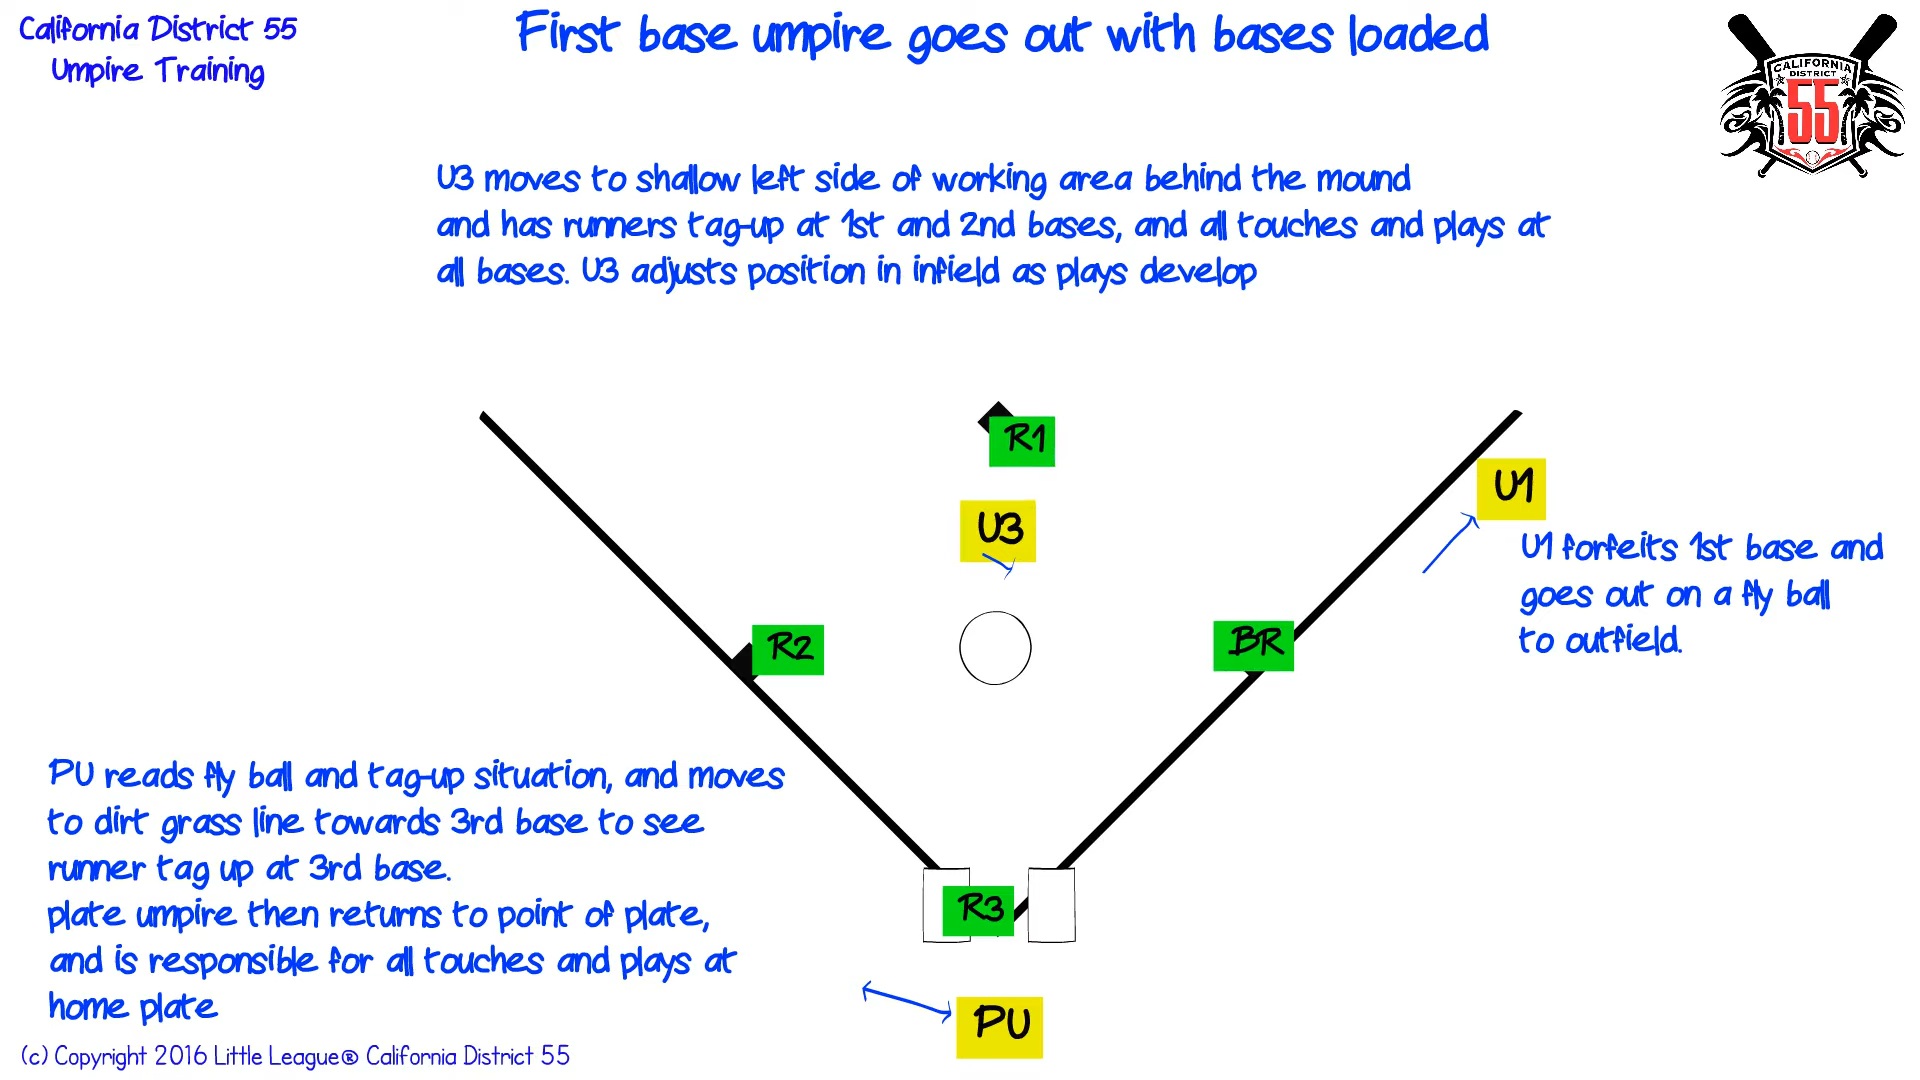 California District 55
Umpire Training
First base umpire goes out with bases loaded
CALIFORNIA
DISTRICT
55
U3 moves to shallow left side of working area behind the mound
and has runners tag-up at 1st and 2nd bases, and all touches and plays at
all bases. U3 adjusts position in infield as plays develop
R1
U3
U1
U1 forfeits 1st base and
goes out on a fly ball
to outfield.
R2
BR
PU reads fly ball and tag-up situation, and moves
to dirt grass line towards 3rd base to see
runner tag up at 3rd base.
plate umpire then returns to point of plate,
and is responsible for all touches and plays at
home plate
R3
PU
(c) Copyright 2016 Little League® California District 55